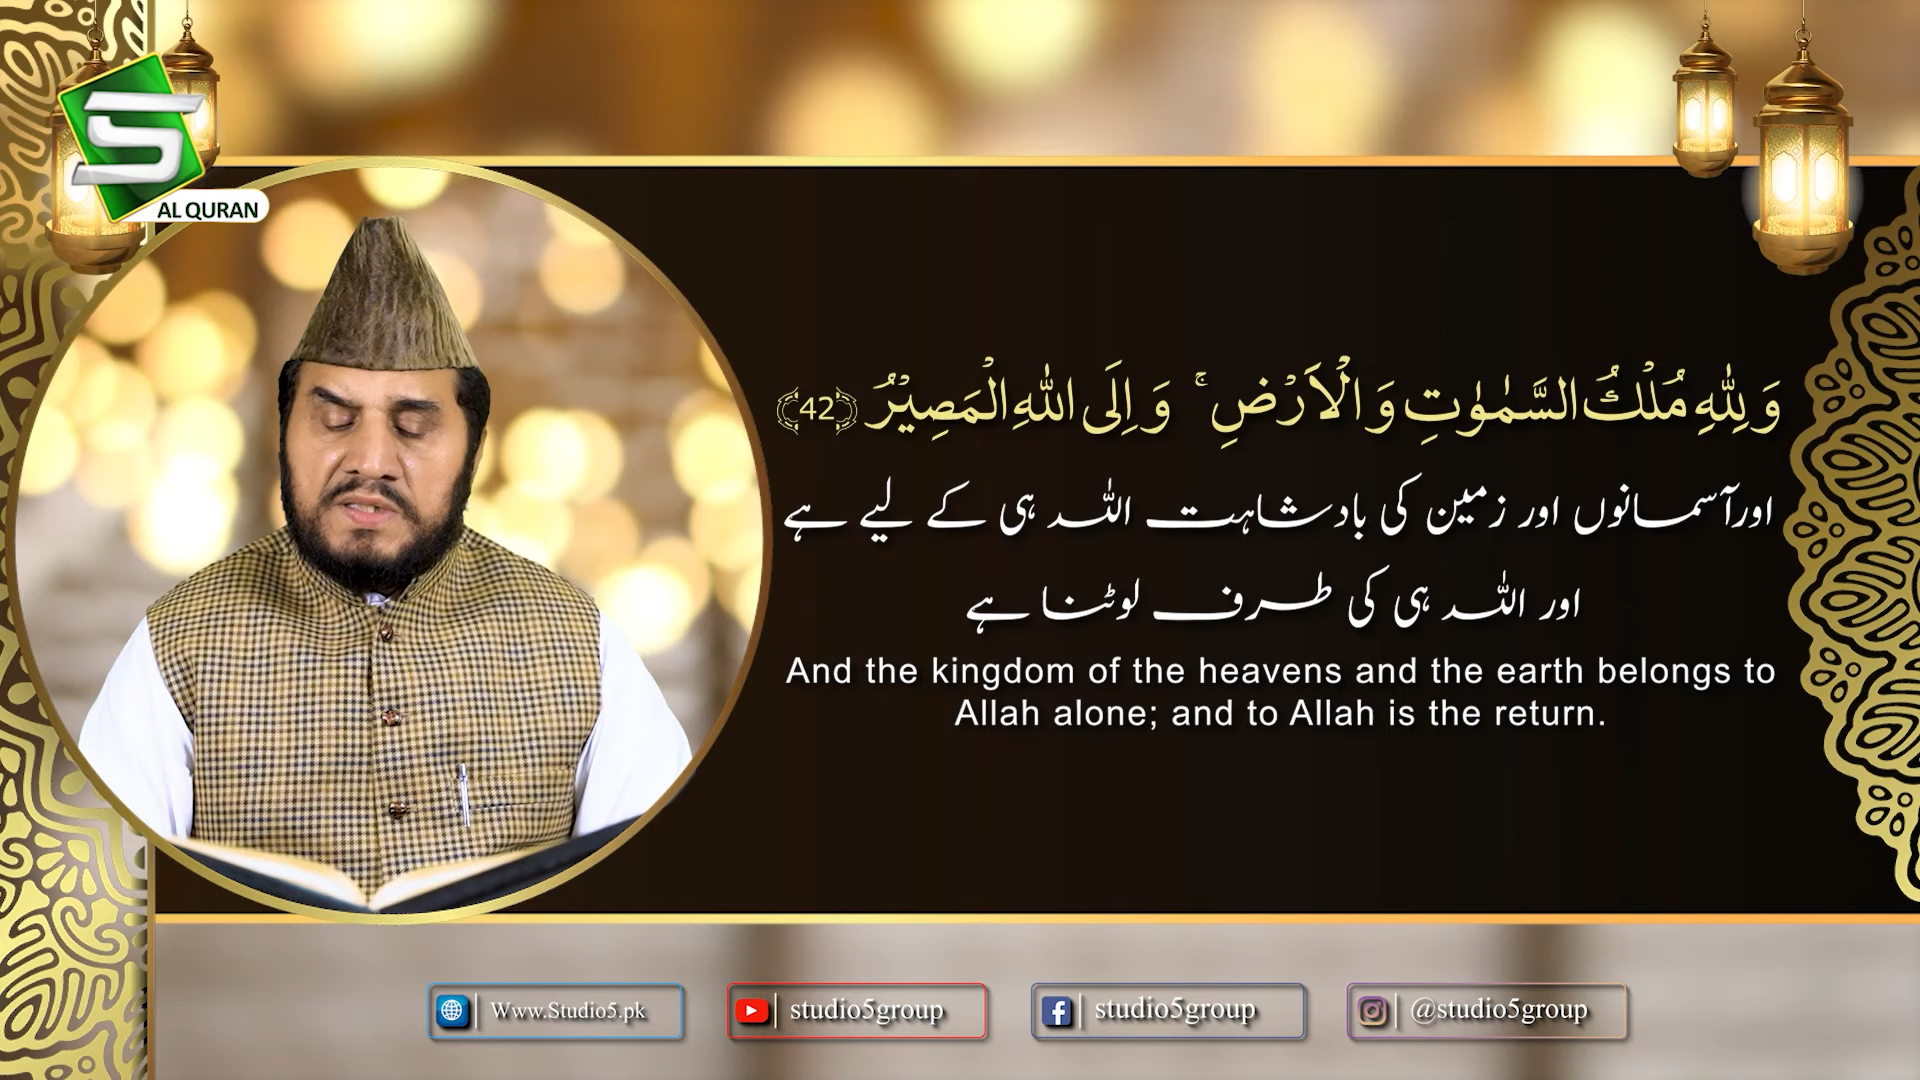 S
AL QURAN
وَ لِلّٰهِ مُلْكُ السَّمٰوٰتِ وَ الْاَرْضِ ۚ وَ اِلَى اللّٰهِ الْمَصِیْرُ ﴿42﴾
اورآسمانوں اور زمین کی بادشاہت اللہ ہی کے لیے ہے
اور اللہ ہی کی طرف لوٹنا ہے
And the kingdom of the heavens and the earth belongs to
Allah alone; and to Allah is the return.
Www.Studio5.pk
studio5group
studio5group
@studio5group